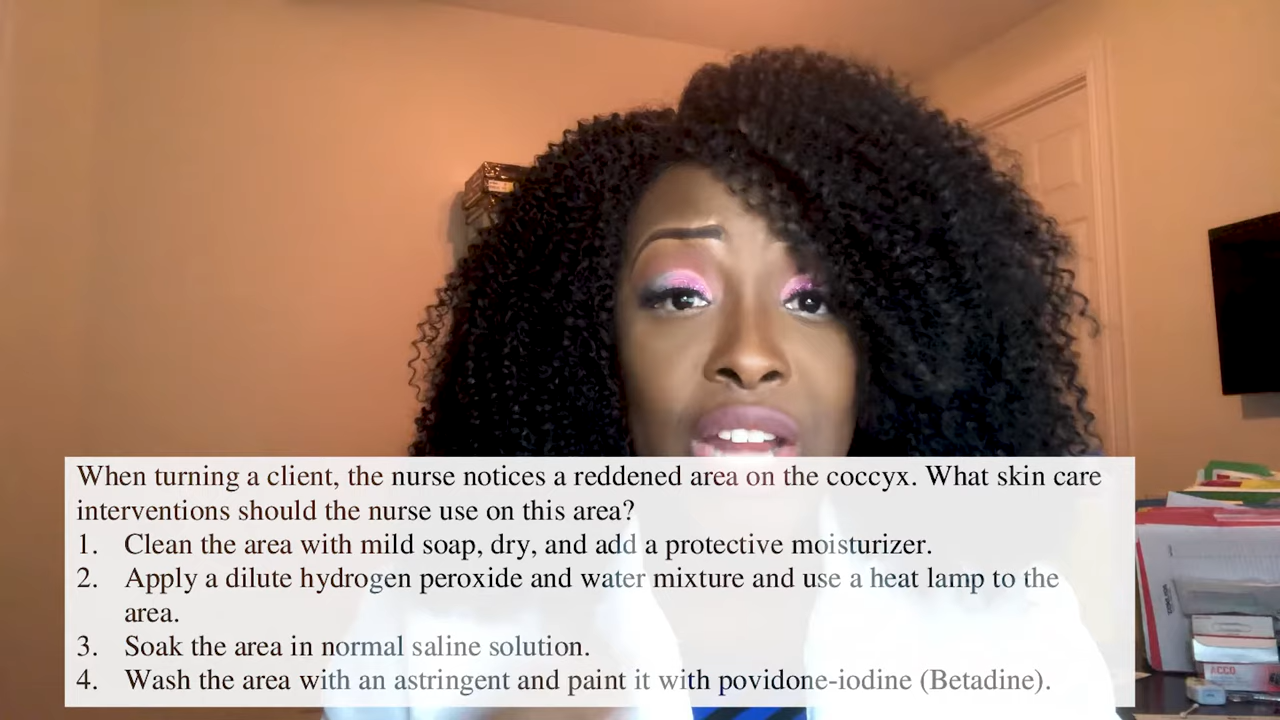 When turning a client, the nurse notices a reddened area on the coccyx. What skin care
interventions should the nurse use on this area?
1. Clean the area with mild soap, dry, and add a protective moisturizer.
2. Apply a dilute hydrogen peroxide and water mixture and use a heat lamp to the
area.
3. Soak the area in normal saline solution.
4. Wash the area with an astringent and paint it with povidone-iodine (Betadine).